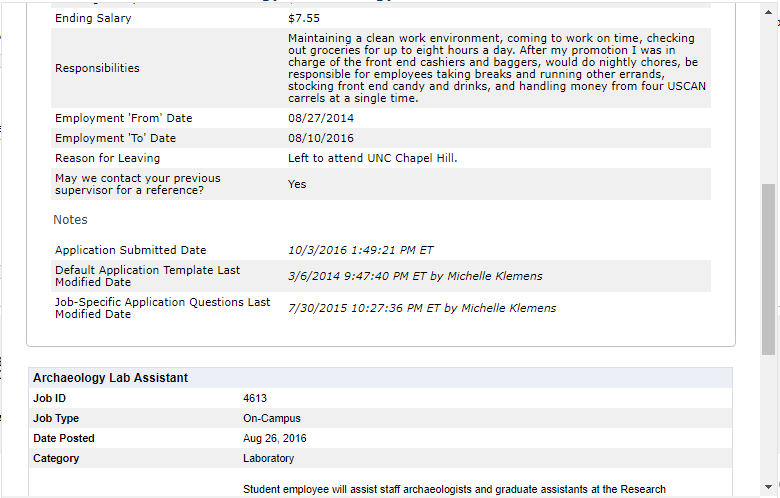 Ending Salary $7.55
Maintaining a clean work environment, coming to work on time, checking
out groceries for up to eight hours a day. After my promotion I was in
charge of the front end cashiers and baggers, would do nightly chores, be
Responsibilities responsible for employees taking breaks and running other errands,
stocking front end candy and drinks, and handling money from four USCAN
carrels at a single time.
Employment 'From' Date 08/27/2014
Employment 'To' Date 08/10/2016
Reason for Leaving Left to attend UNC Chapel Hill.
May we contact your previous
supervisor for a reference? Yes
Notes
Application Submitted Date 10/3/2016 1:49:21 PM ET
Default Application Template Last
Modified Date 3/6/2014 9:47:40 PM ET by Michelle Klemens
Job-Specific Application Questions Last
Modified Date 7/30/2015 10:27:36 PM ET by Michelle Klemens
Archaeology Lab Assistant
Job ID 4613
Job Type On-Campus
Date Posted Aug 26, 2016
Category Laboratory
Student employee will assist staff archaeologists and graduate assistants at the Research